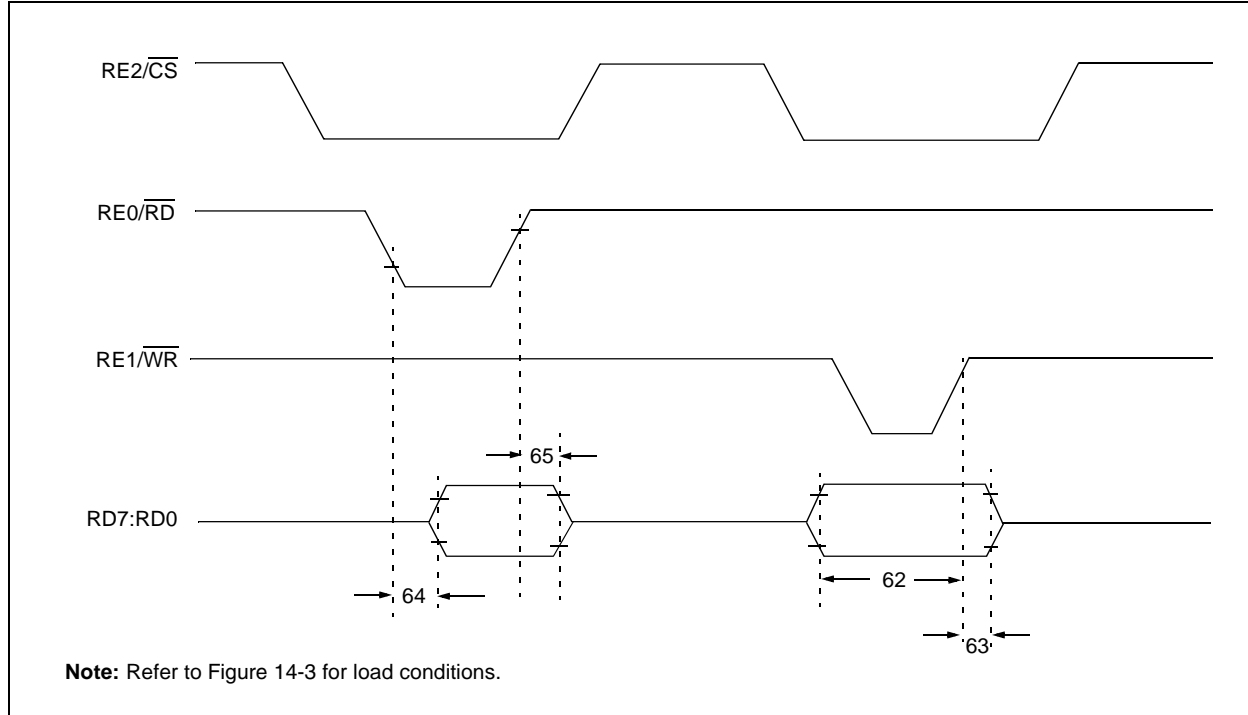 RE2/CS
RE0/RD
RE1/WR
65
RD7:RD0
62
64
63
Note: Refer to Figure 14-3 for load conditions.